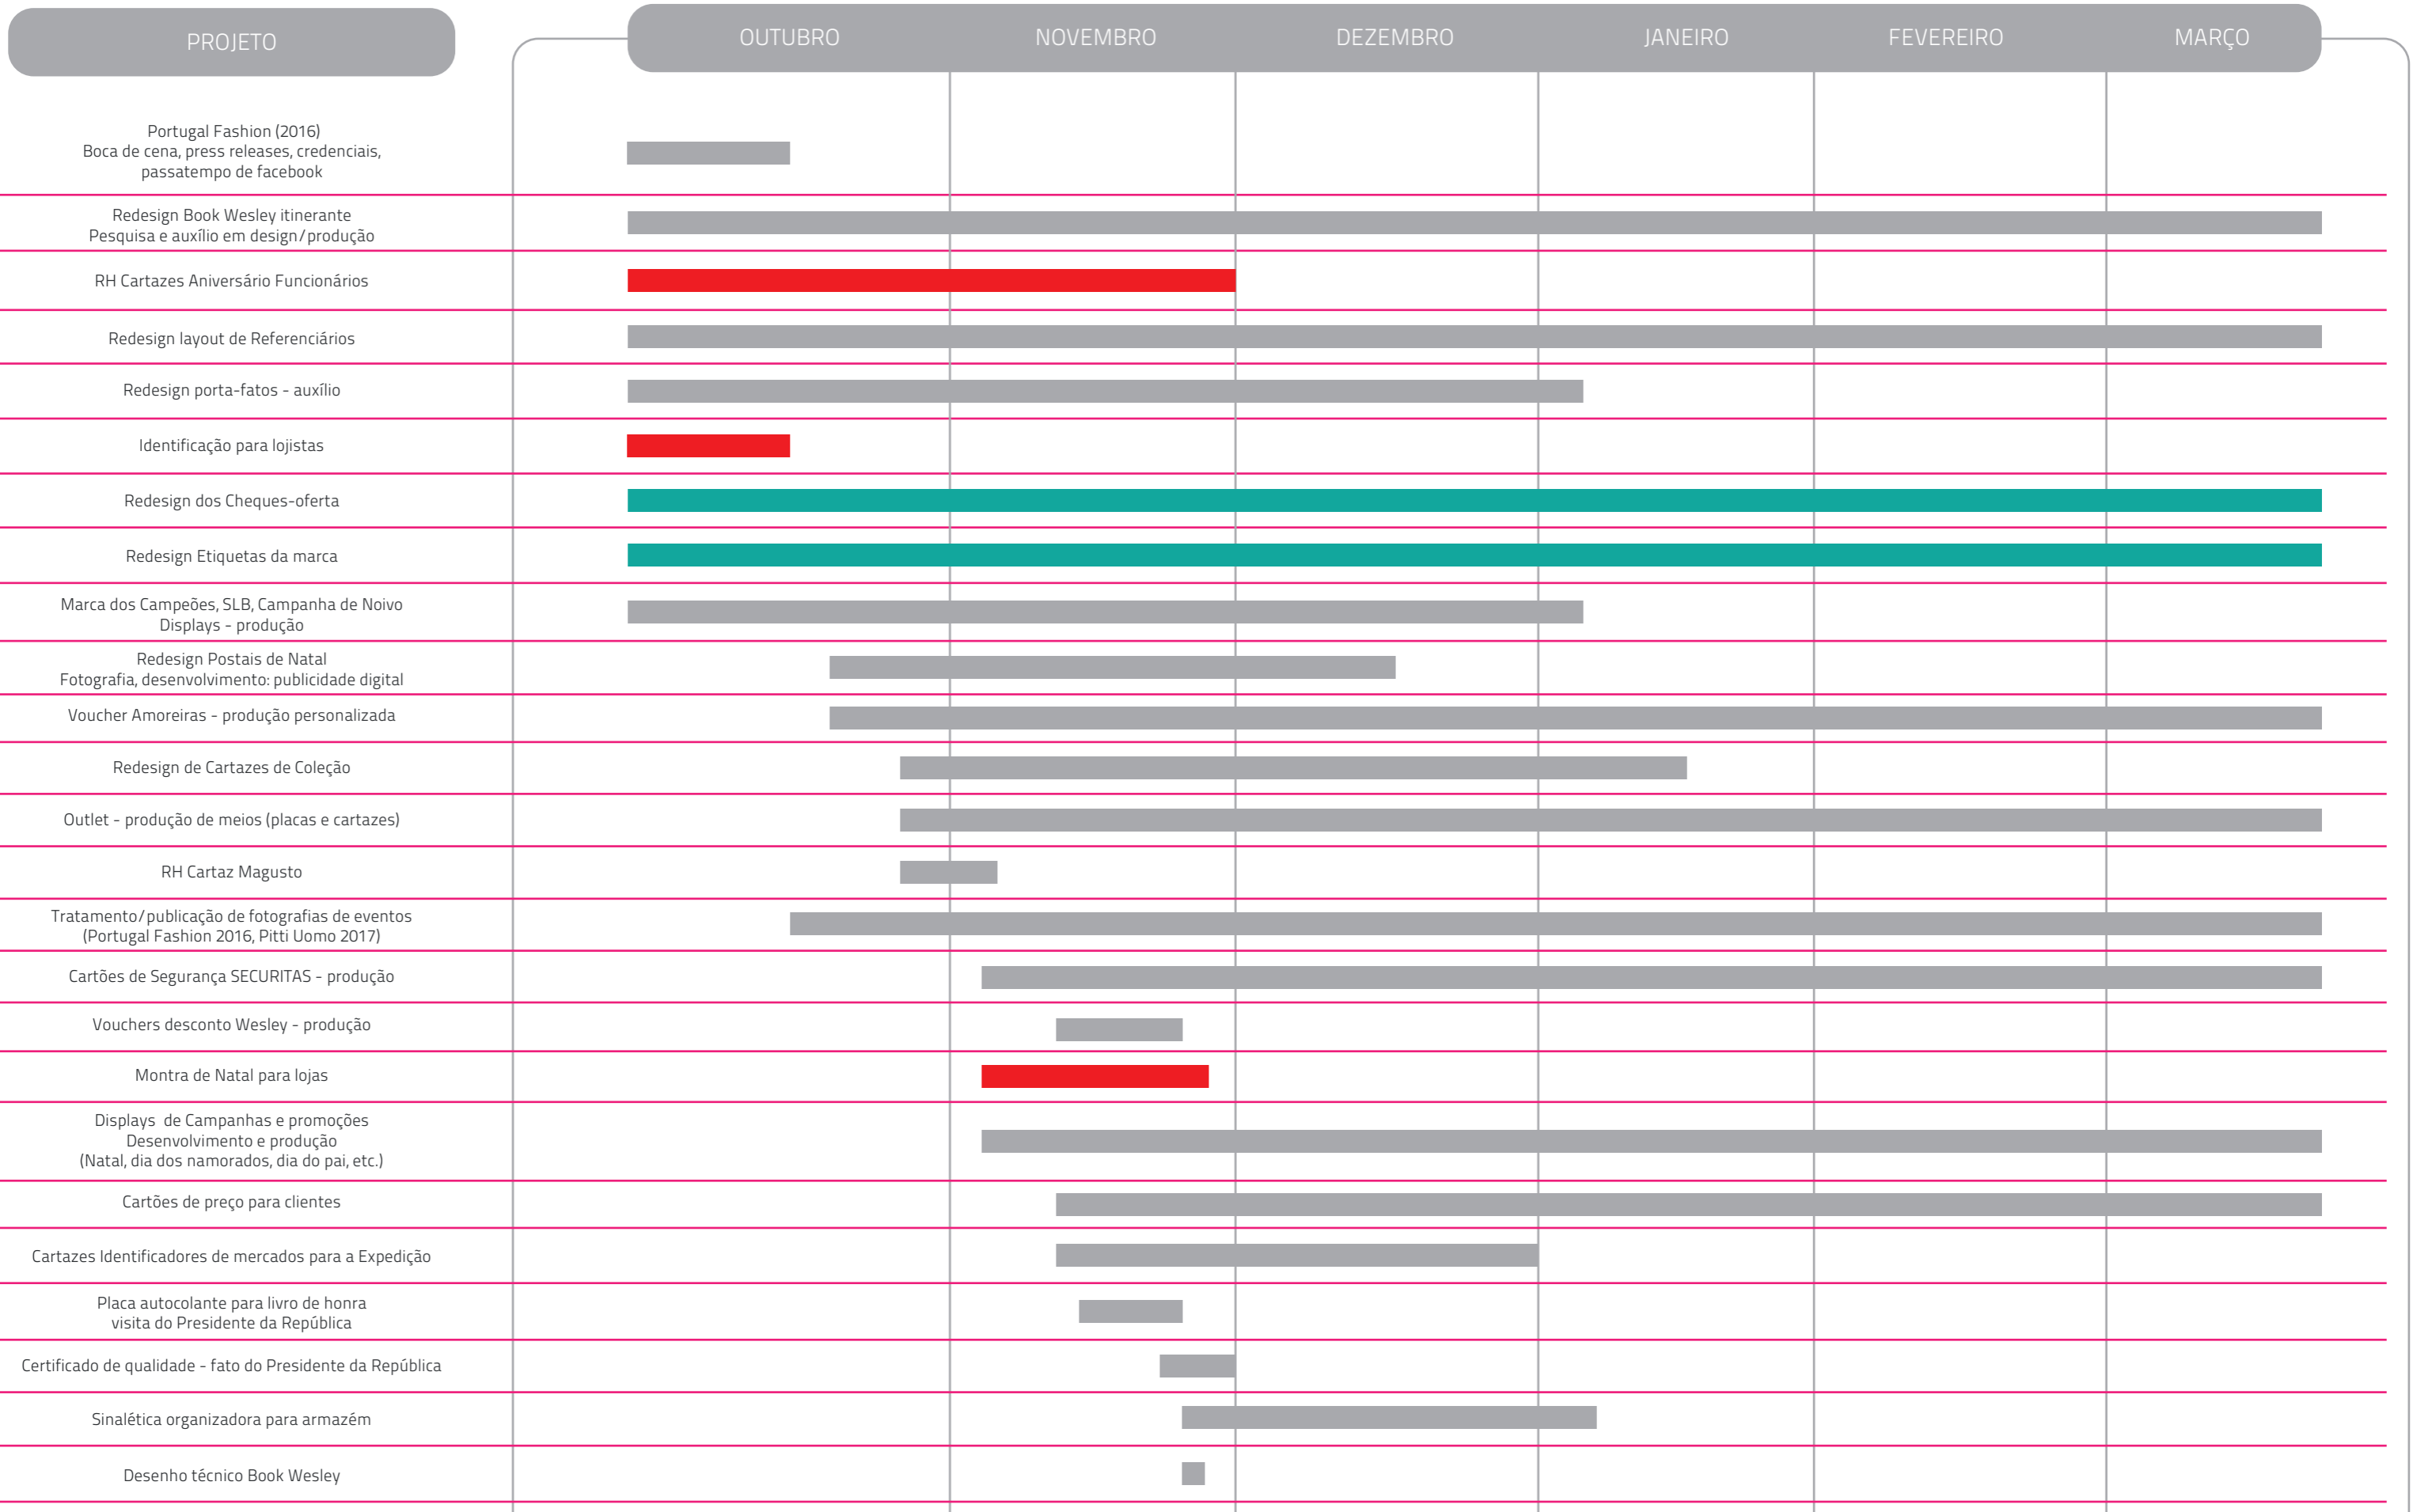 PROJETO
OUTUBRO
NOVEMBRO
DEZEMBRO
JANEIRO
FEVEREIRO
MARÇO
Portugal Fashion (2016)
Boca de cena, press releases, credenciais,
passatempo de facebook
Redesign Book Wesley itinerante
Pesquisa e auxílio em design/produção
RH Cartazes Aniversário Funcionários
Redesign layout de Referenciários
Redesign porta-fatos - auxílio
Identificação para lojistas
Redesign dos Cheques-oferta
Redesign Etiquetas da marca
Marca dos Campeões, SLB, Campanha de Noivo
Displays - produção
Redesign Postais de Natal
Fotografia, desenvolvimento: publicidade digital
Voucher Amoreiras - produção personalizada
Redesign de Cartazes de Coleção
Outlet - produção de meios (placas e cartazes)
RH Cartaz Magusto
Tratamento/publicação de fotografias de eventos
(Portugal Fashion 2016, Pitti Uomo 2017)
Cartões de Segurança SECURITAS - produção
Vouchers desconto Wesley - produção
Montra de Natal para lojas
Displays de Campanhas e promoções
Desenvolvimento e produção
(Natal, dia dos namorados, dia do pai, etc.)
Cartões de preço para clientes
Cartazes Identificadores de mercados para a Expedição
Placa autocolante para livro de honra
visita do Presidente da República
Certificado de qualidade - fato do Presidente da República
Sinalética organizadora para armazém
Desenho técnico Book Wesley